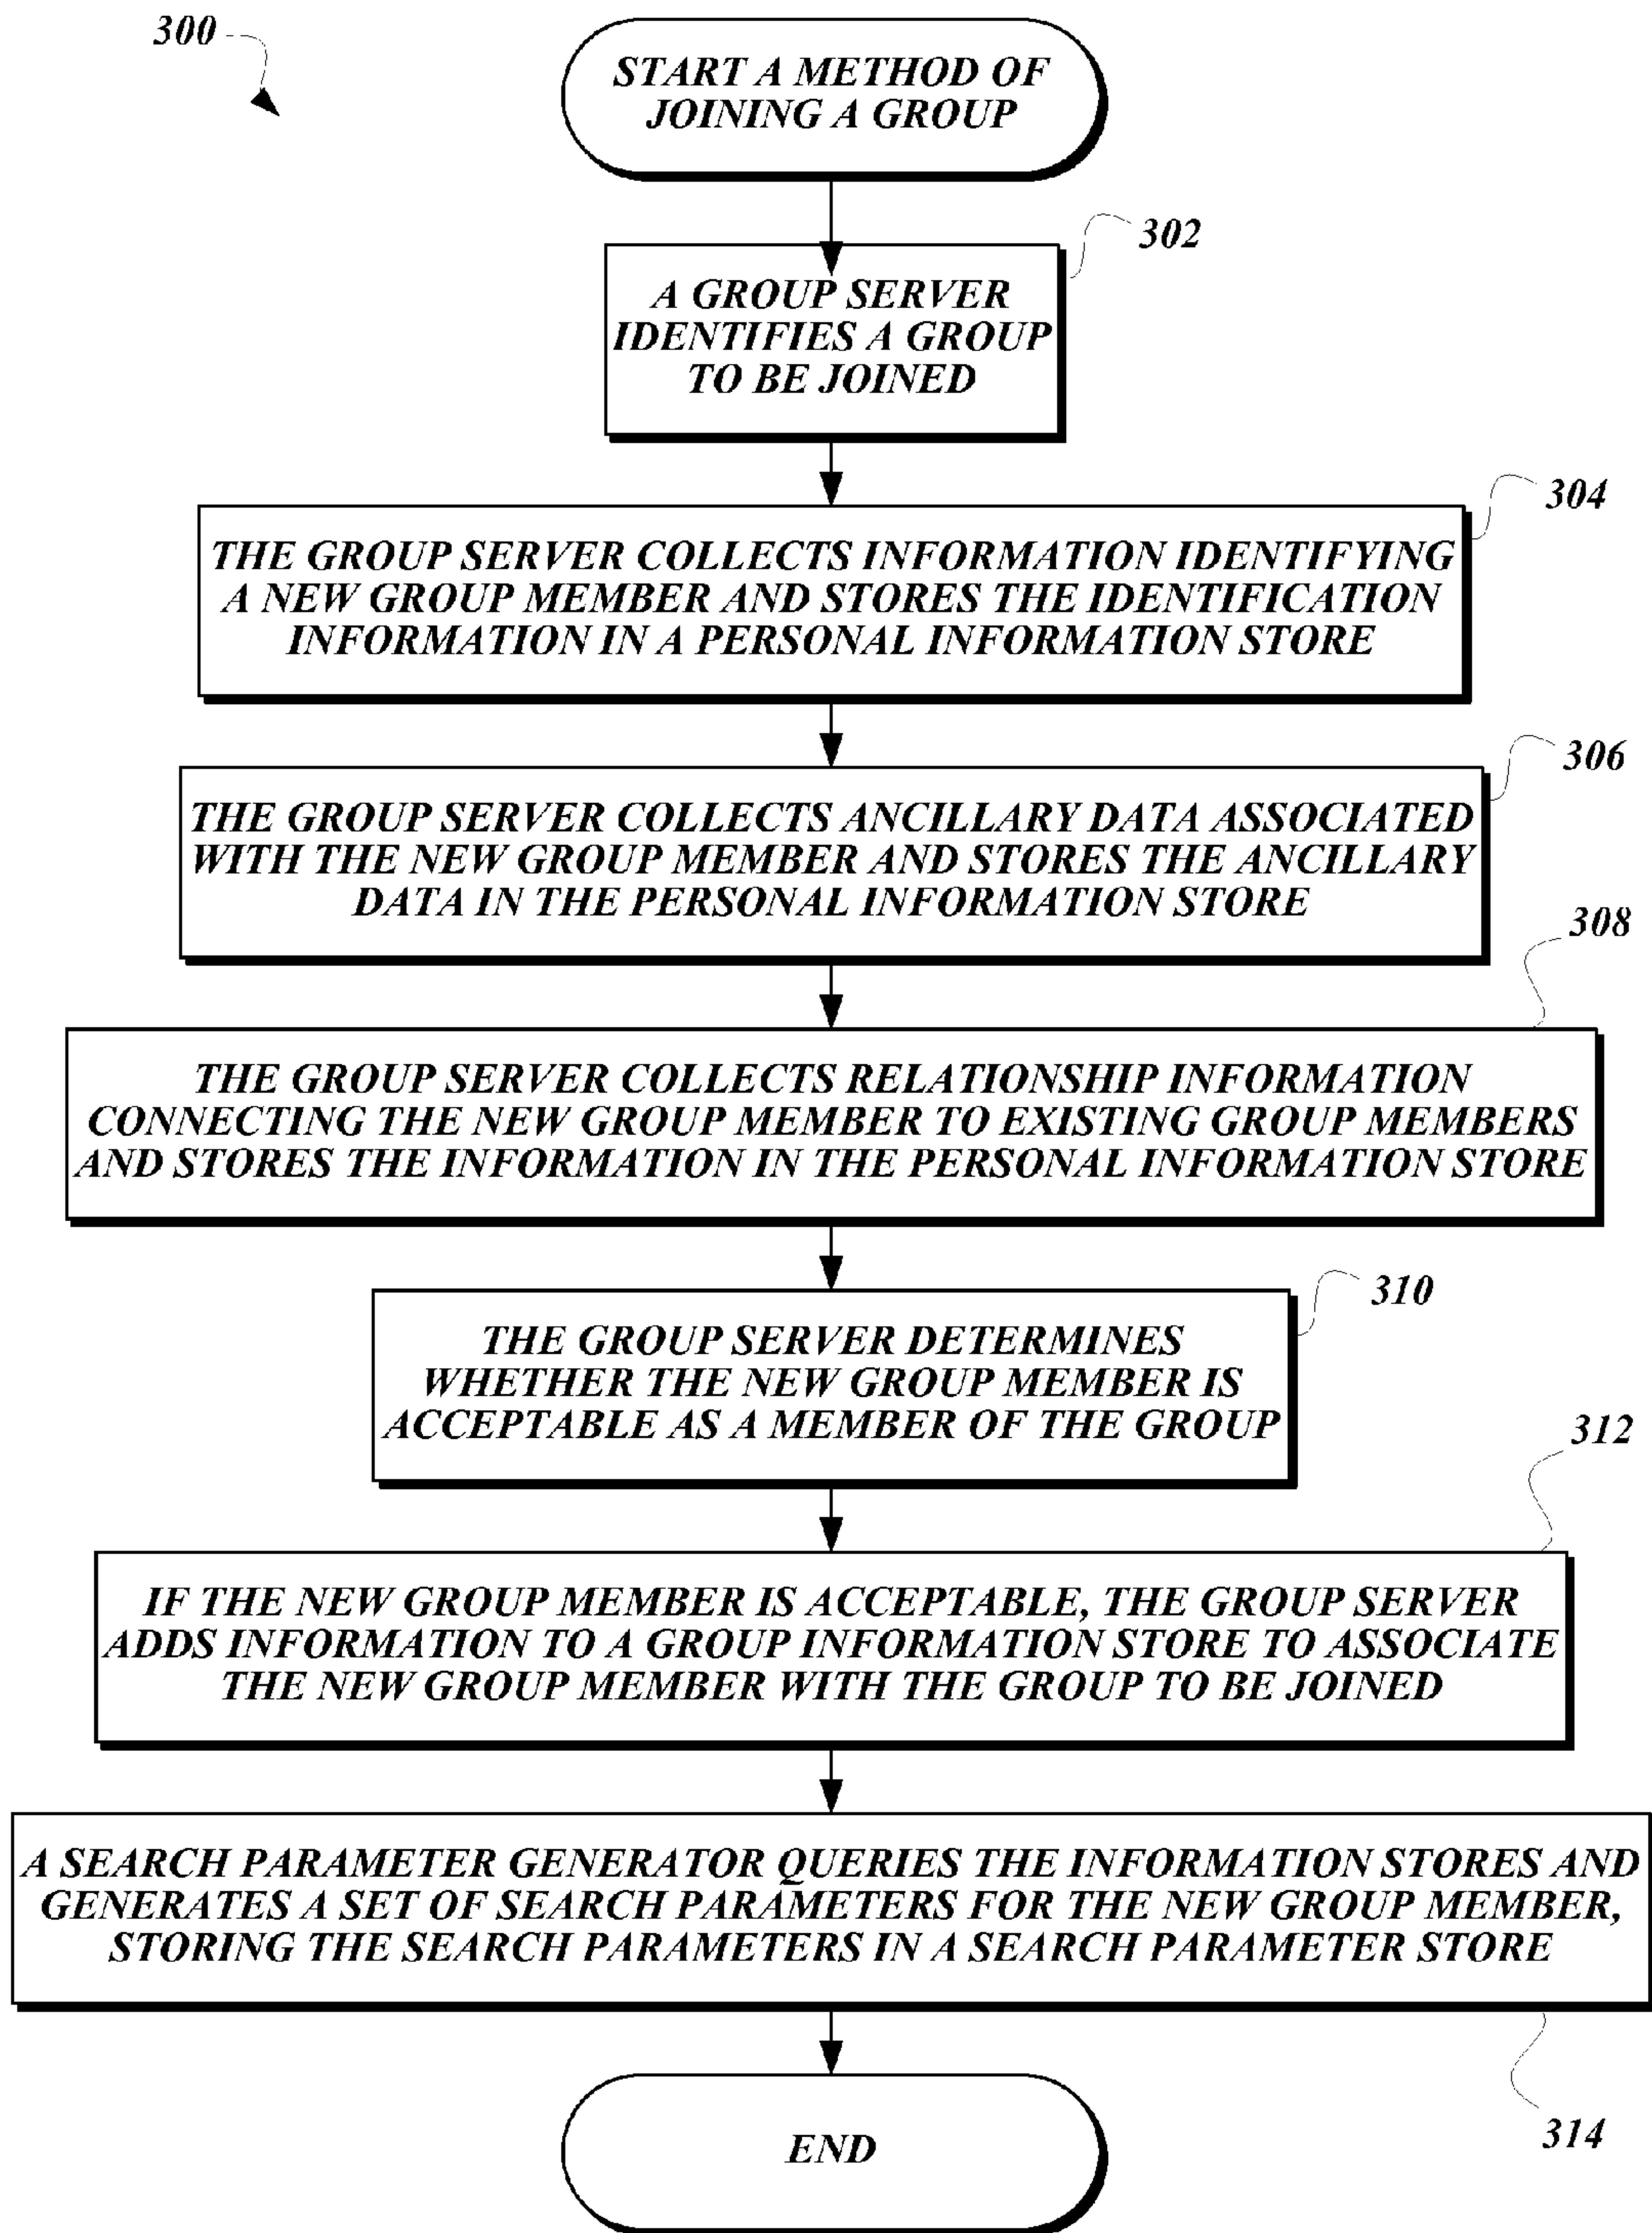 300
START A METHOD OF
JOINING A GROUP
302
A GROUP SERVER
IDENTIFIES A GROUP
TO BE JOINED
304
THE GROUP SERVER COLLECTS INFORMATION IDENTIFYING
A NEW GROUP MEMBER AND STORES THE IDENTIFICATION
INFORMATION IN A PERSONAL INFORMATION STORE
306
THE GROUP SERVER COLLECTS ANCILLARY DATA ASSOCIATED
WITH THE NEW GROUP MEMBER AND STORES THE ANCILLARY
DATA IN THE PERSONAL INFORMATION STORE
308
THE GROUP SERVER COLLECTS RELATIONSHIP INFORMATION
CONNECTING THE NEW GROUP MEMBER TO EXISTING GROUP MEMBERS
AND STORES THE INFORMATION IN THE PERSONAL INFORMATION STORE
310
THE GROUP SERVER DETERMINES
WHETHER THE NEW GROUP MEMBER IS
ACCEPTABLE AS A MEMBER OF THE GROUP
312
IF THE NEW GROUP MEMBER IS ACCEPTABLE, THE GROUP SERVER
ADDS INFORMATION TO A GROUP INFORMATION STORE TO ASSOCIATE
THE NEW GROUP MEMBER WITH THE GROUP TO BE JOINED
A SEARCH PARAMETER GENERATOR QUERIES THE INFORMATION STORES AND
GENERATES A SET OF SEARCH PARAMETERS FOR THE NEW GROUP MEMBER,
STORING THE SEARCH PARAMETERS IN A SEARCH PARAMETER STORE
314
END